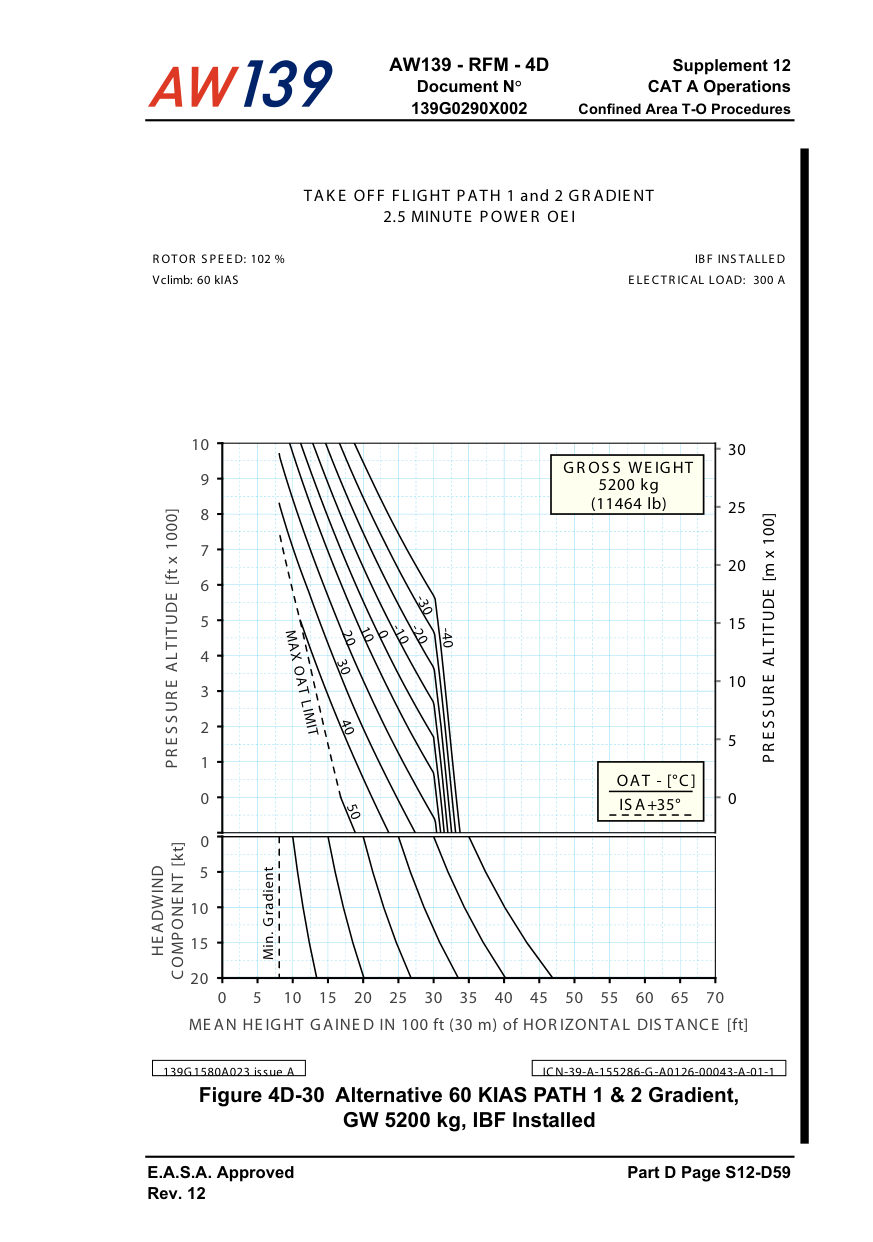 AW139
AW139 - RFM - 4D
Document N°
139G0290X002
Supplement 12
CAT A Operations
Confined Area T-O Procedures
TAKE OFF FLIGHT PATH 1 and 2 GRADIENT
2.5 MINUTE POWER OEI
ROTOR SPEED: 102 %
IBF INSTALLED
Vclimb: 60 kIAS
ELECTRICAL LOAD: 300 A
GROSS WEIGHT
5200 kg
(11464 lb)
PRESSURE ALTITUDE [ft x 1000]
10
9
8
7
6
5
4
3
2
1
0
PRESSURE ALTITUDE [m x 100]
30
25
20
15
10
5
0
MAX OAT LIMIT
50
40
30
20
10
0
-10
-20
-30
-40
OAT - [°C]
ISA+35°
HEADWIND
COMPONENT [kt]
0
5
10
15
20
Min. Gradient
0 5 10 15 20 25 30 35 40 45 50 55 60 65 70
MEAN HEIGHT GAINED IN 100 ft (30 m) of HORIZONTAL DISTANCE [ft]
139G1580A023 issue A
ICN-39-A-155286-G-A0126-00043-A-01-1
Figure 4D-30 Alternative 60 KIAS PATH 1 & 2 Gradient,
GW 5200 kg, IBF Installed
E.A.S.A. Approved
Rev. 12
Part D Page S12-D59